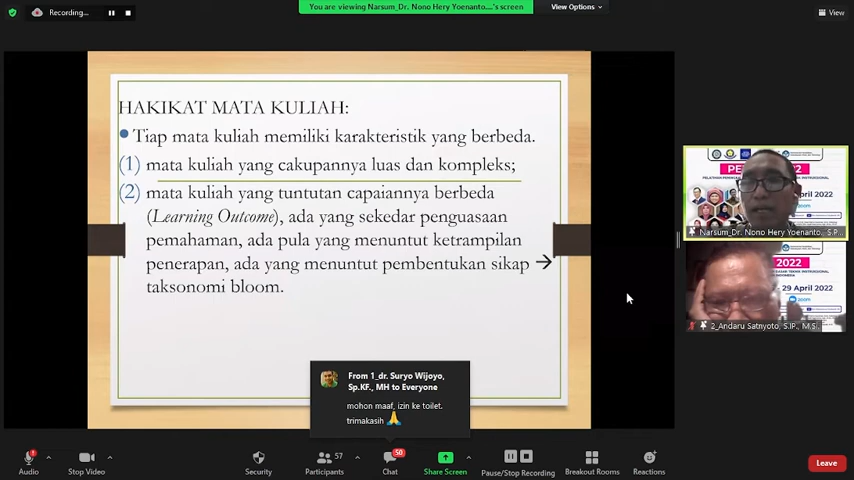 Recording...
You are viewing Narsum_Dr. Nono Hery Yoenanto....'s screen
View Options
View
HAKIKAT MATA KULIAH:
Tiap mata kuliah memiliki karakteristik yang berbeda.
(1) mata kuliah yang cakupannya luas dan kompleks;
(2) mata kuliah yang tuntutan capaiannya berbeda
(Learning Outcome), ada yang sekedar penguasaan
pemahaman, ada pula yang menuntut ketrampilan
penerapan, ada yang menuntut pembentukan sikap →
taksonomi bloom.
Narsum_Dr. Nono Hery Yoenanto, S.P...
2022
29 April 2022
zoom
2_Andaru Satnyoto, S.IP., M.Si.
From 1_dr. Suryo Wijoyo,
Sp.KF., MH to Everyone
mohon maaf, izin ke toilet.
trimakasih 🙏
Audio
Stop Video
Security
57
Participants
50
Chat
Share Screen
Pause/Stop Recording
Breakout Rooms
Reactions
Leave